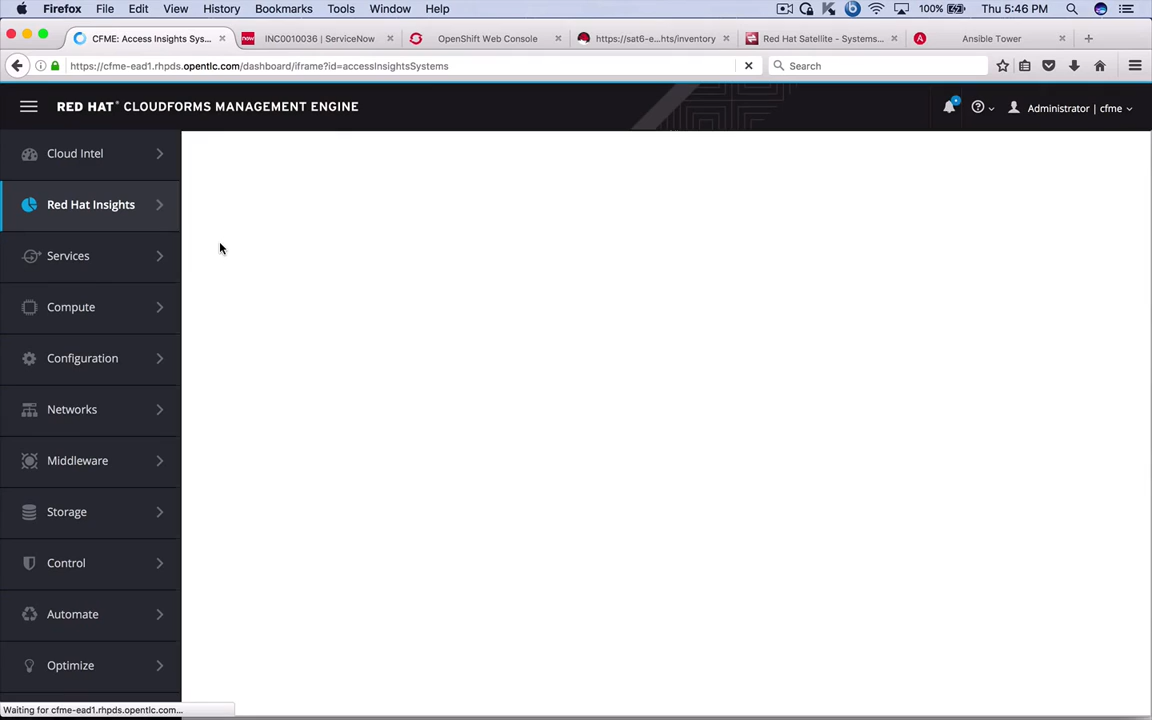 Firefox File Edit View History Bookmarks Tools Window Help 100% Thu 5:46 PM
CFME: Access Insights Sys... INC0010036 | ServiceNow OpenShift Web Console https://sat6-e...hts/inventory Red Hat Satellite - Systems... Ansible Tower
https://cfme-ead1.rhpds.opentlc.com/dashboard/iframe?id=accessInsightsSystems Search
RED HAT® CLOUDFORMS MANAGEMENT ENGINE Administrator | cfme
Cloud Intel
Red Hat Insights
Services
Compute
Configuration
Networks
Middleware
Storage
Control
Automate
Optimize
Waiting for cfme-ead1.rhpds.opentlc.com...